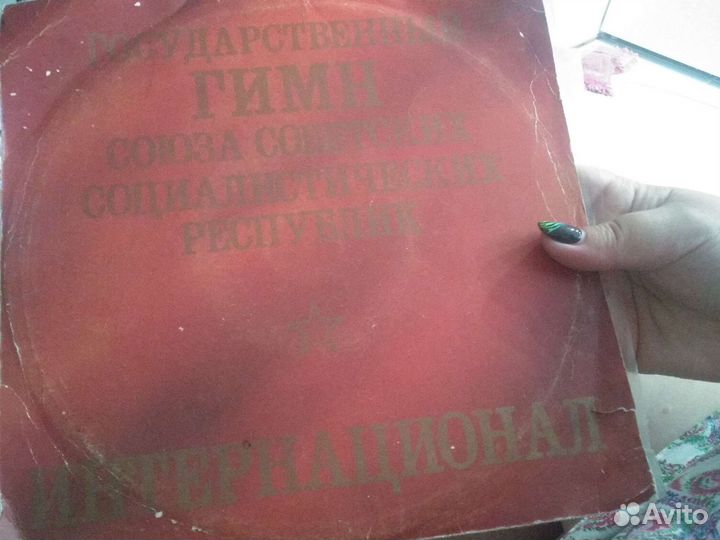 ГОСУДАРСТВЕННЫЙ
ГИМН
СОЮЗА СОВЕТСКИХ
СОЦИАЛИСТИЧЕСКИХ
РЕСПУБЛИК
ИНТЕРНАЦИОНАЛ
Avito